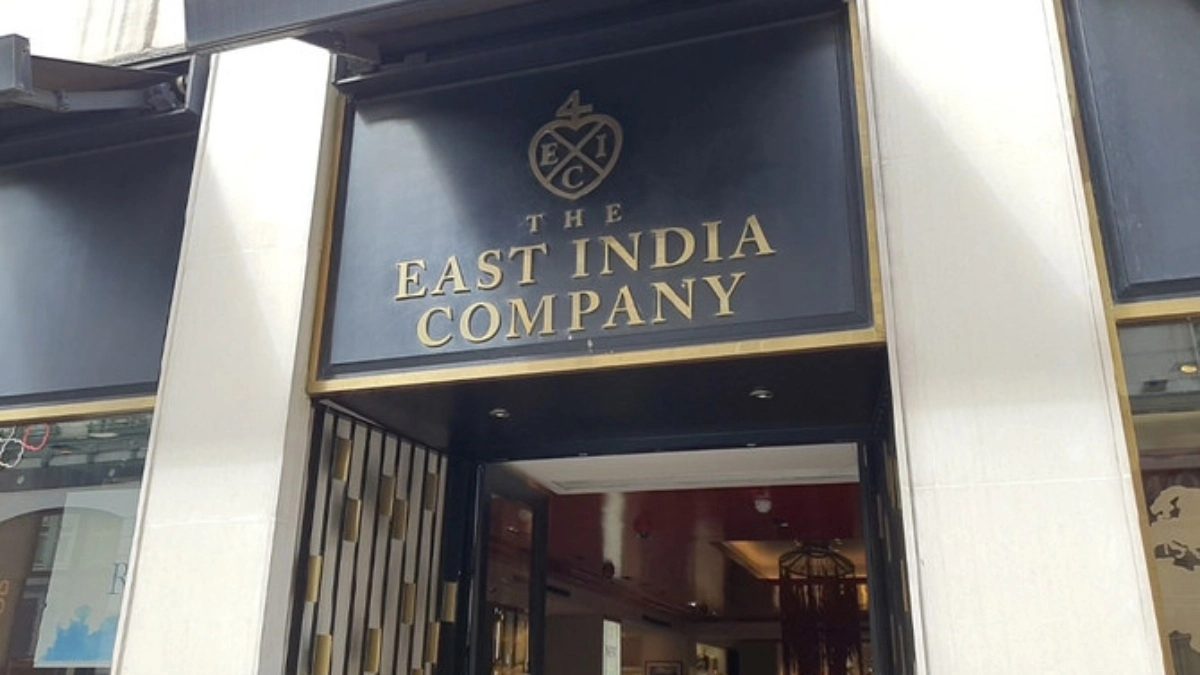 4
E I
C
THE
EAST INDIA
COMPANY